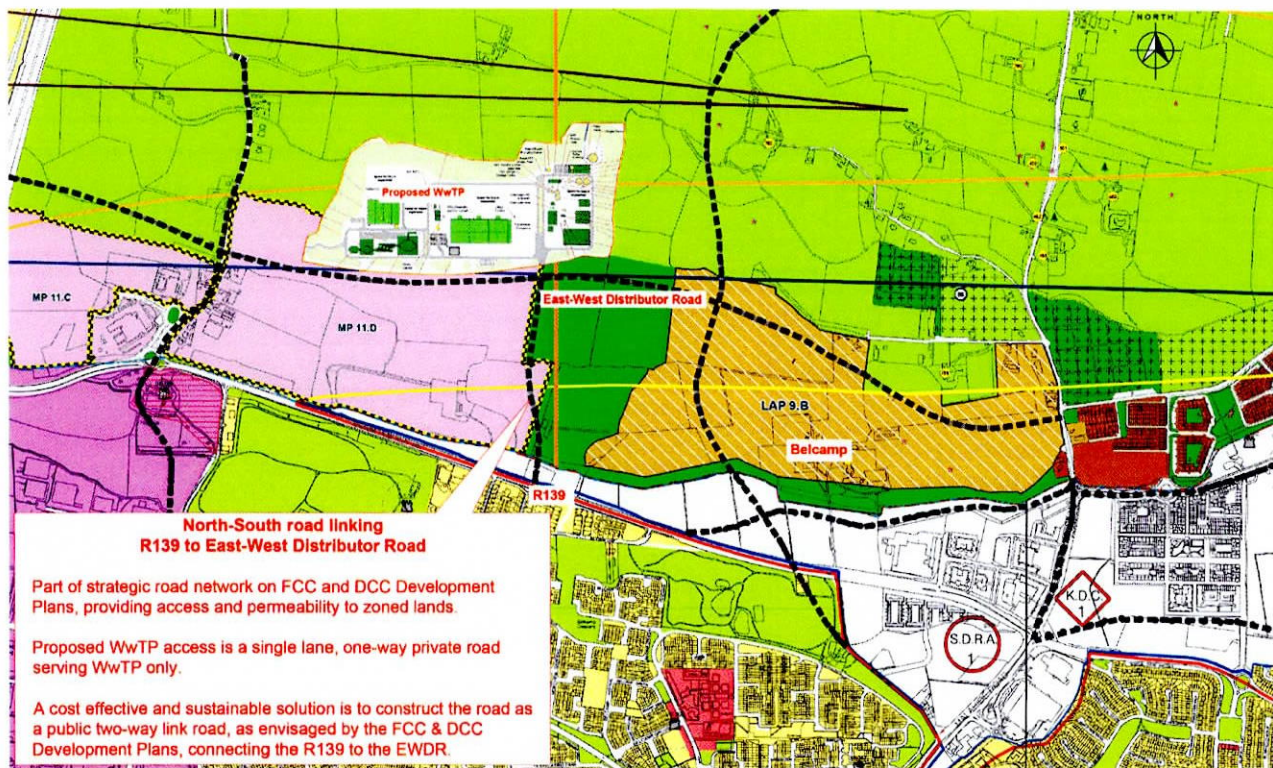 NORTH
Proposed WwTP
MP 11.C
MP 11.D
East-West Distributor Road
LAP 9.B
Belcamp
R139
K.D.C
1
S.D.R.A
1
North-South road linking
R139 to East-West Distributor Road
Part of strategic road network on FCC and DCC Development
Plans, providing access and permeability to zoned lands.
Proposed WwTP access is a single lane, one-way private road
serving WwTP only.
A cost effective and sustainable solution is to construct the road as
a public two-way link road, as envisaged by the FCC & DCC
Development Plans, connecting the R139 to the EWDR.